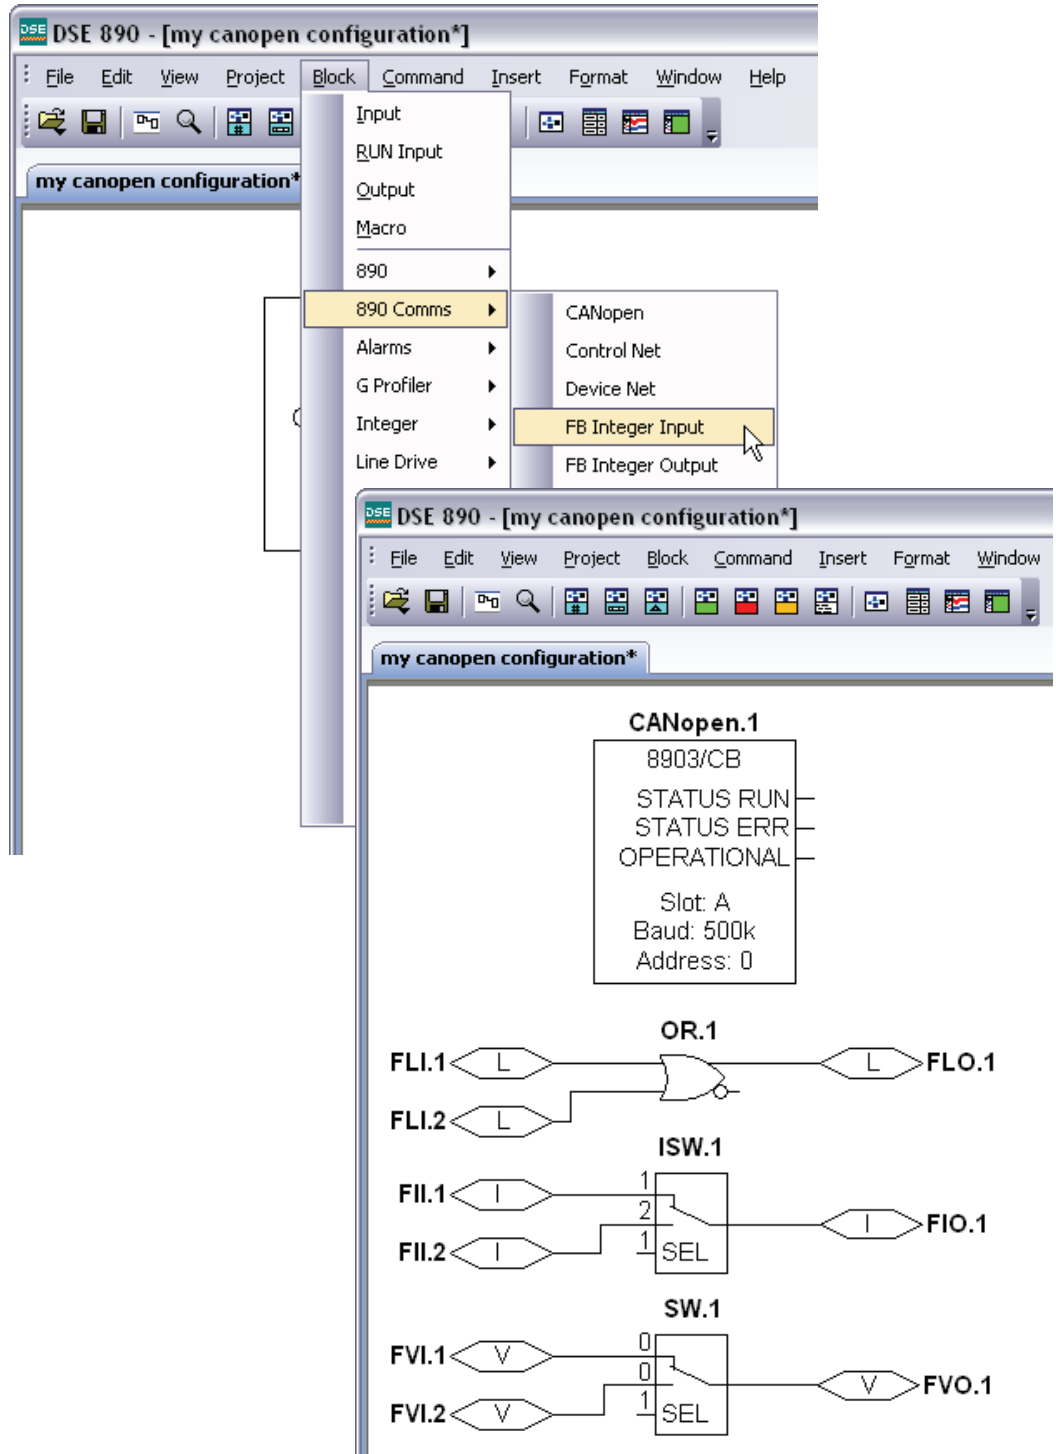 DSE DSE 890 - [my canopen configuration*]
File Edit View Project Block Command Insert Format Window Help
my canopen configuration*
Input
RUN Input
Output
Macro
890
890 Comms
Alarms
G Profiler
Integer
Line Drive
CANopen
Control Net
Device Net
FB Integer Input
FB Integer Output
DSE DSE 890 - [my canopen configuration*]
File Edit View Project Block Command Insert Format Window
my canopen configuration*
CANopen.1
8903/CB
STATUS RUN
STATUS ERR
OPERATIONAL
Slot: A
Baud: 500k
Address: 0
OR.1
FLI.1 L L FLO.1
FLI.2 L
ISW.1
1
FII.1 I
2
I FIO.1
FII.2 I 1 SEL
SW.1
0
FVI.1 V
0
V FVO.1
FVI.2 V 1 SEL